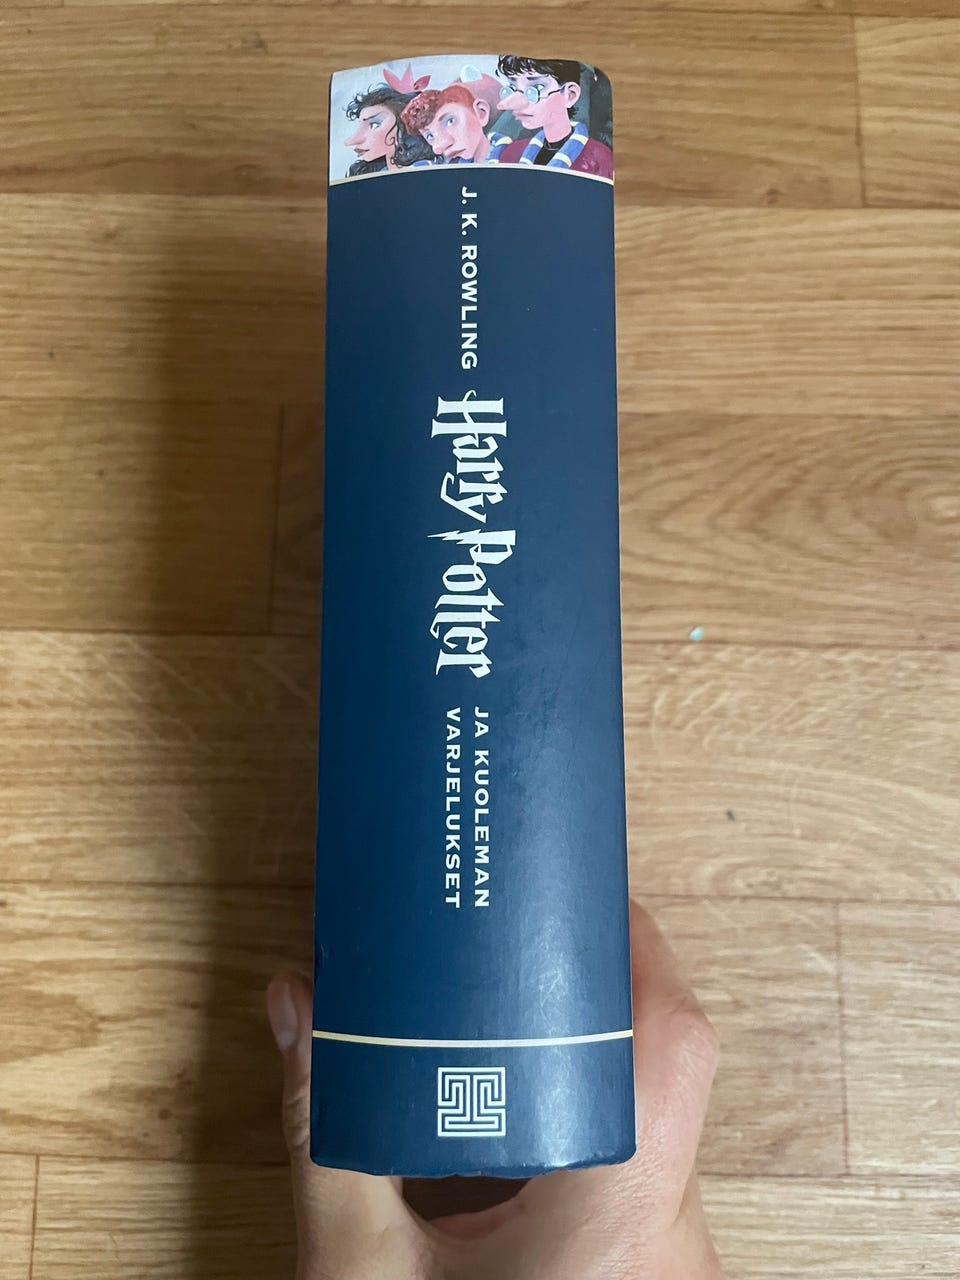 J. K. ROWLING
Harry Potter
JA KUOLEMAN
VARJELUKSET